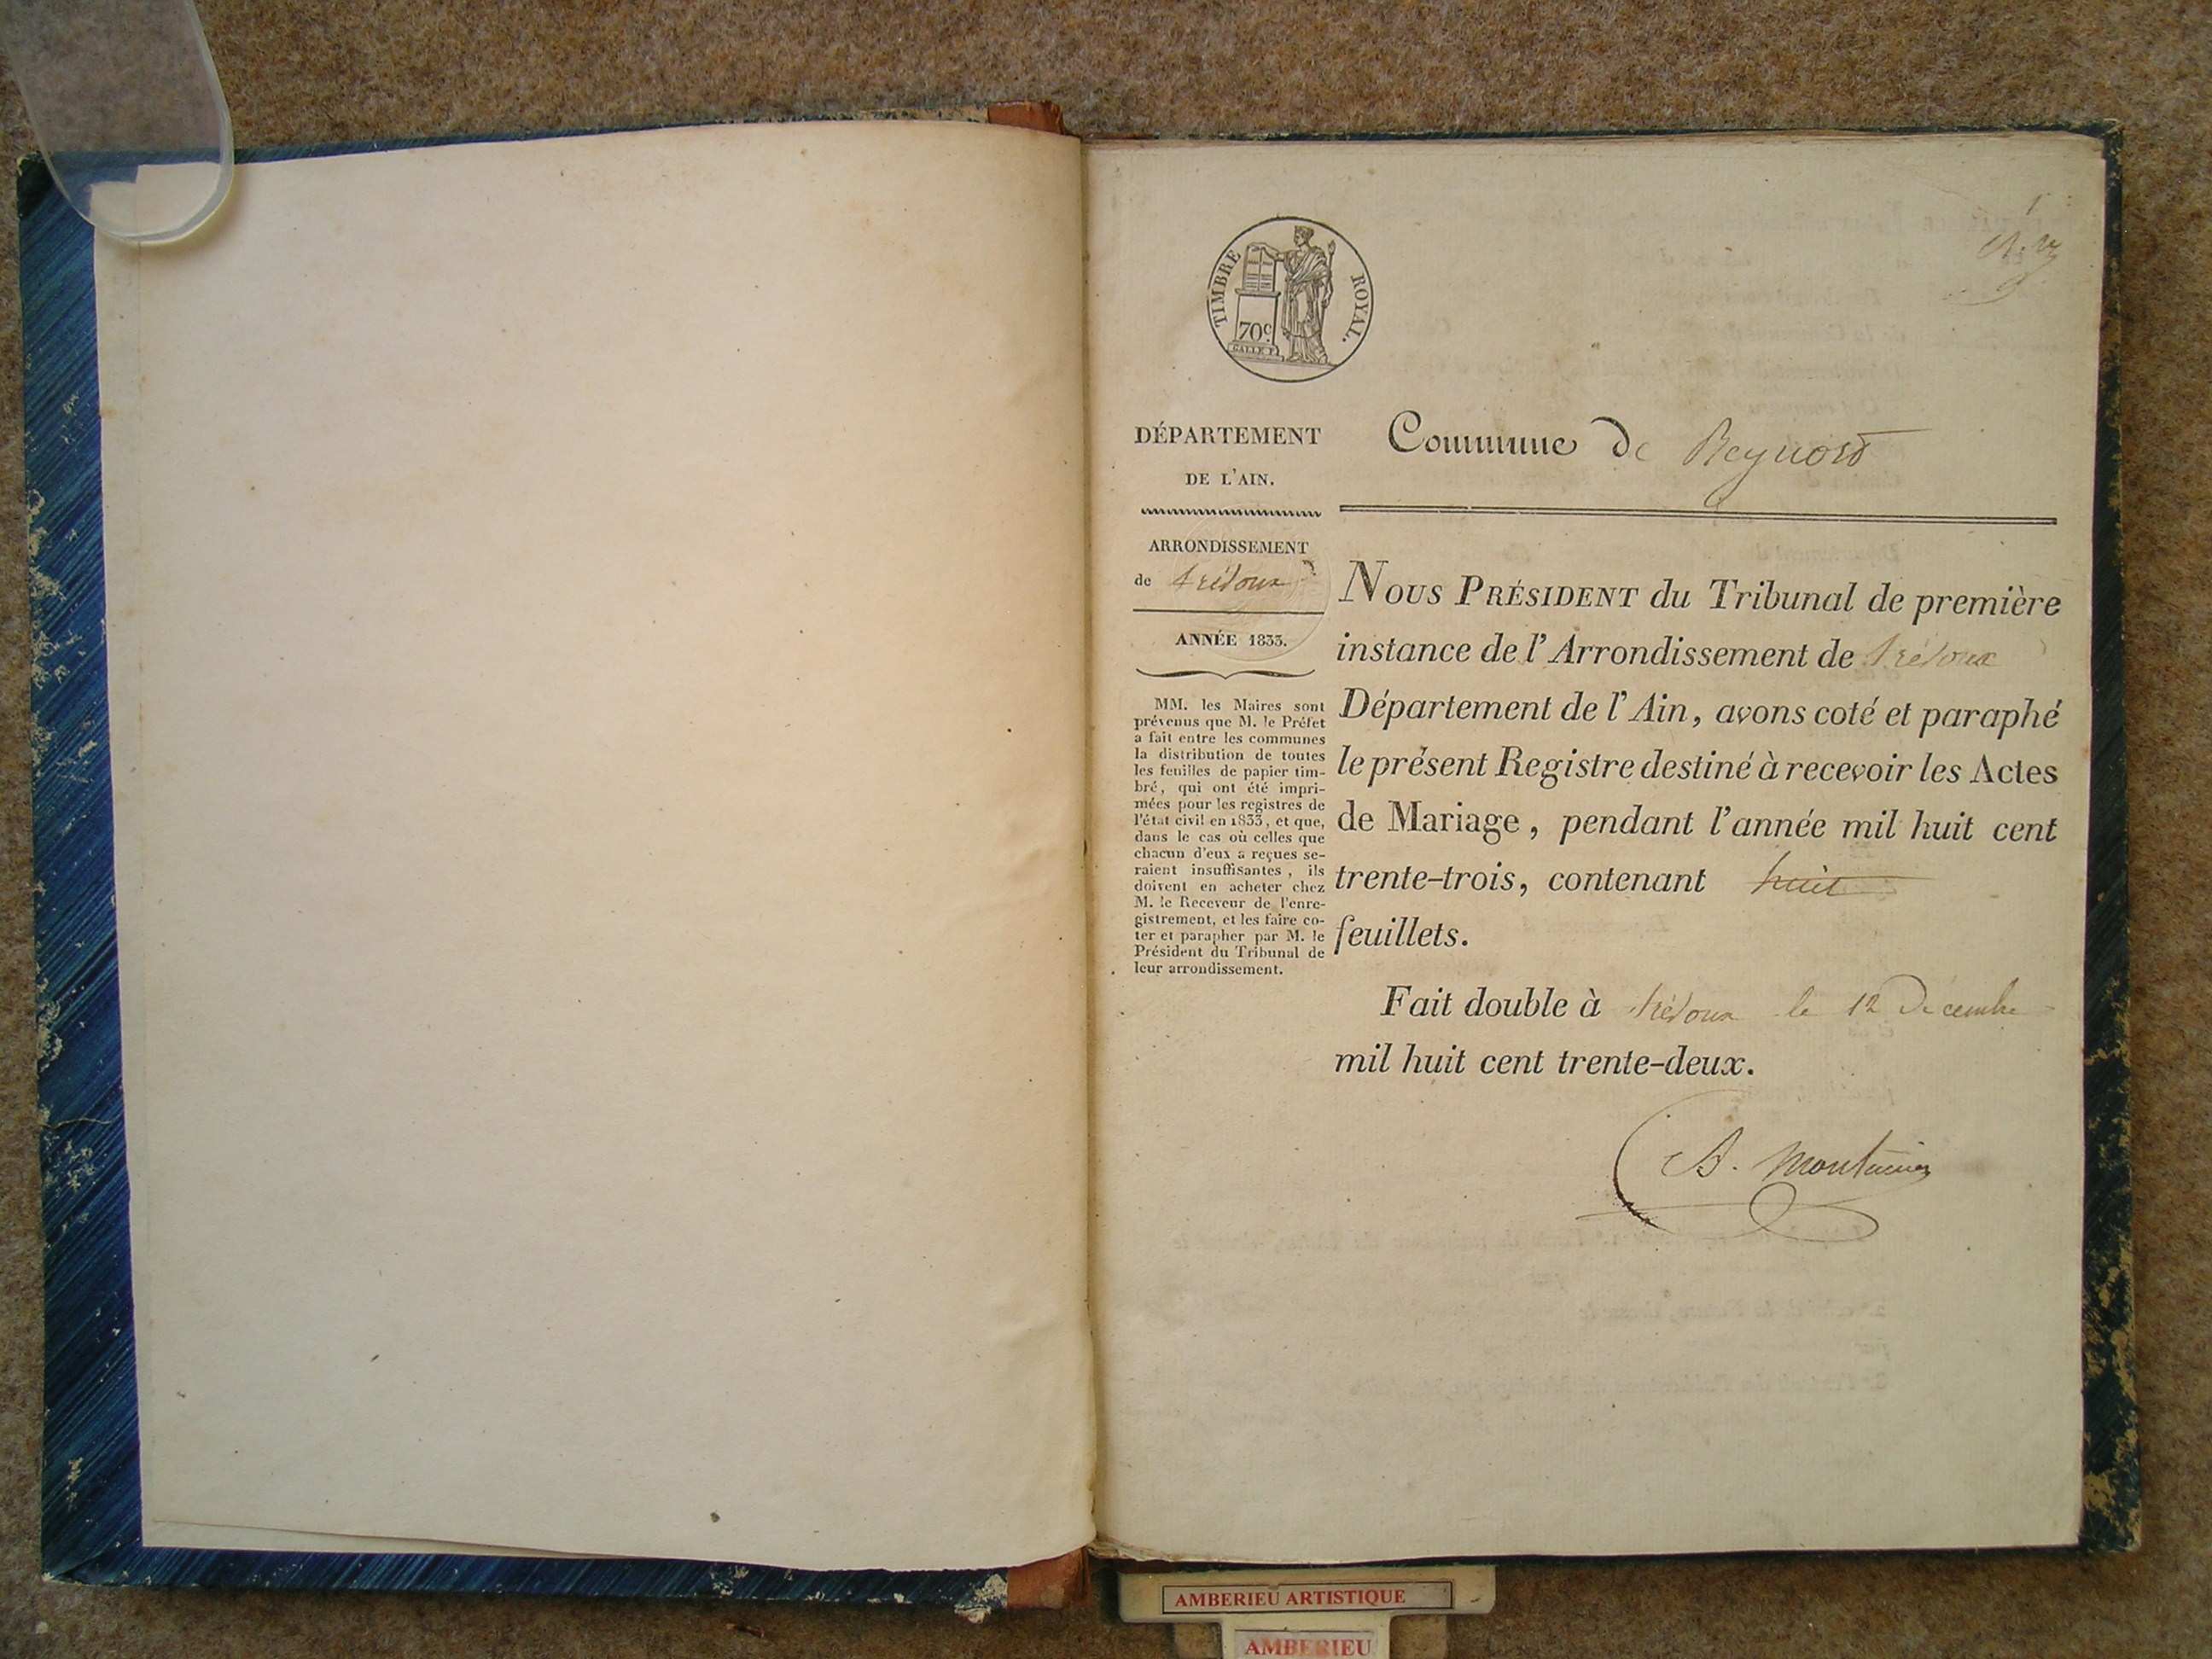 1
TIMBRE ROYAL.
70c.
GALLE F.
DÉPARTEMENT
DE L'AIN.
Commune de Reynord
ARRONDISSEMENT
de trévoux
ANNÉE 1833.
MM. les Maires sont
prévenus que M. le Préfet
a fait entre les communes
la distribution de toutes
les feuilles de papier tim-
bré, qui ont été impri-
mées pour les registres de
l'état civil en 1833, et que,
dans le cas où celles que
chacun d'eux a reçues se-
raient insuffisantes, ils
doivent en acheter chez
M. le Receveur de l'enre-
gistrement, et les faire co-
ter et parapher par M. le
Président du Tribunal de
leur arrondissement.
NOUS PRÉSIDENT du Tribunal de première
instance de l'Arrondissement de trévoux
Département de l'Ain, avons coté et paraphé
le présent Registre destiné à recevoir les Actes
de Mariage, pendant l'année mil huit cent
trente-trois, contenant huit
feuillets.
Fait double à trévoux le 12 Décembre
mil huit cent trente-deux.
AMBERIEU ARTISTIQUE
AMBERIEU